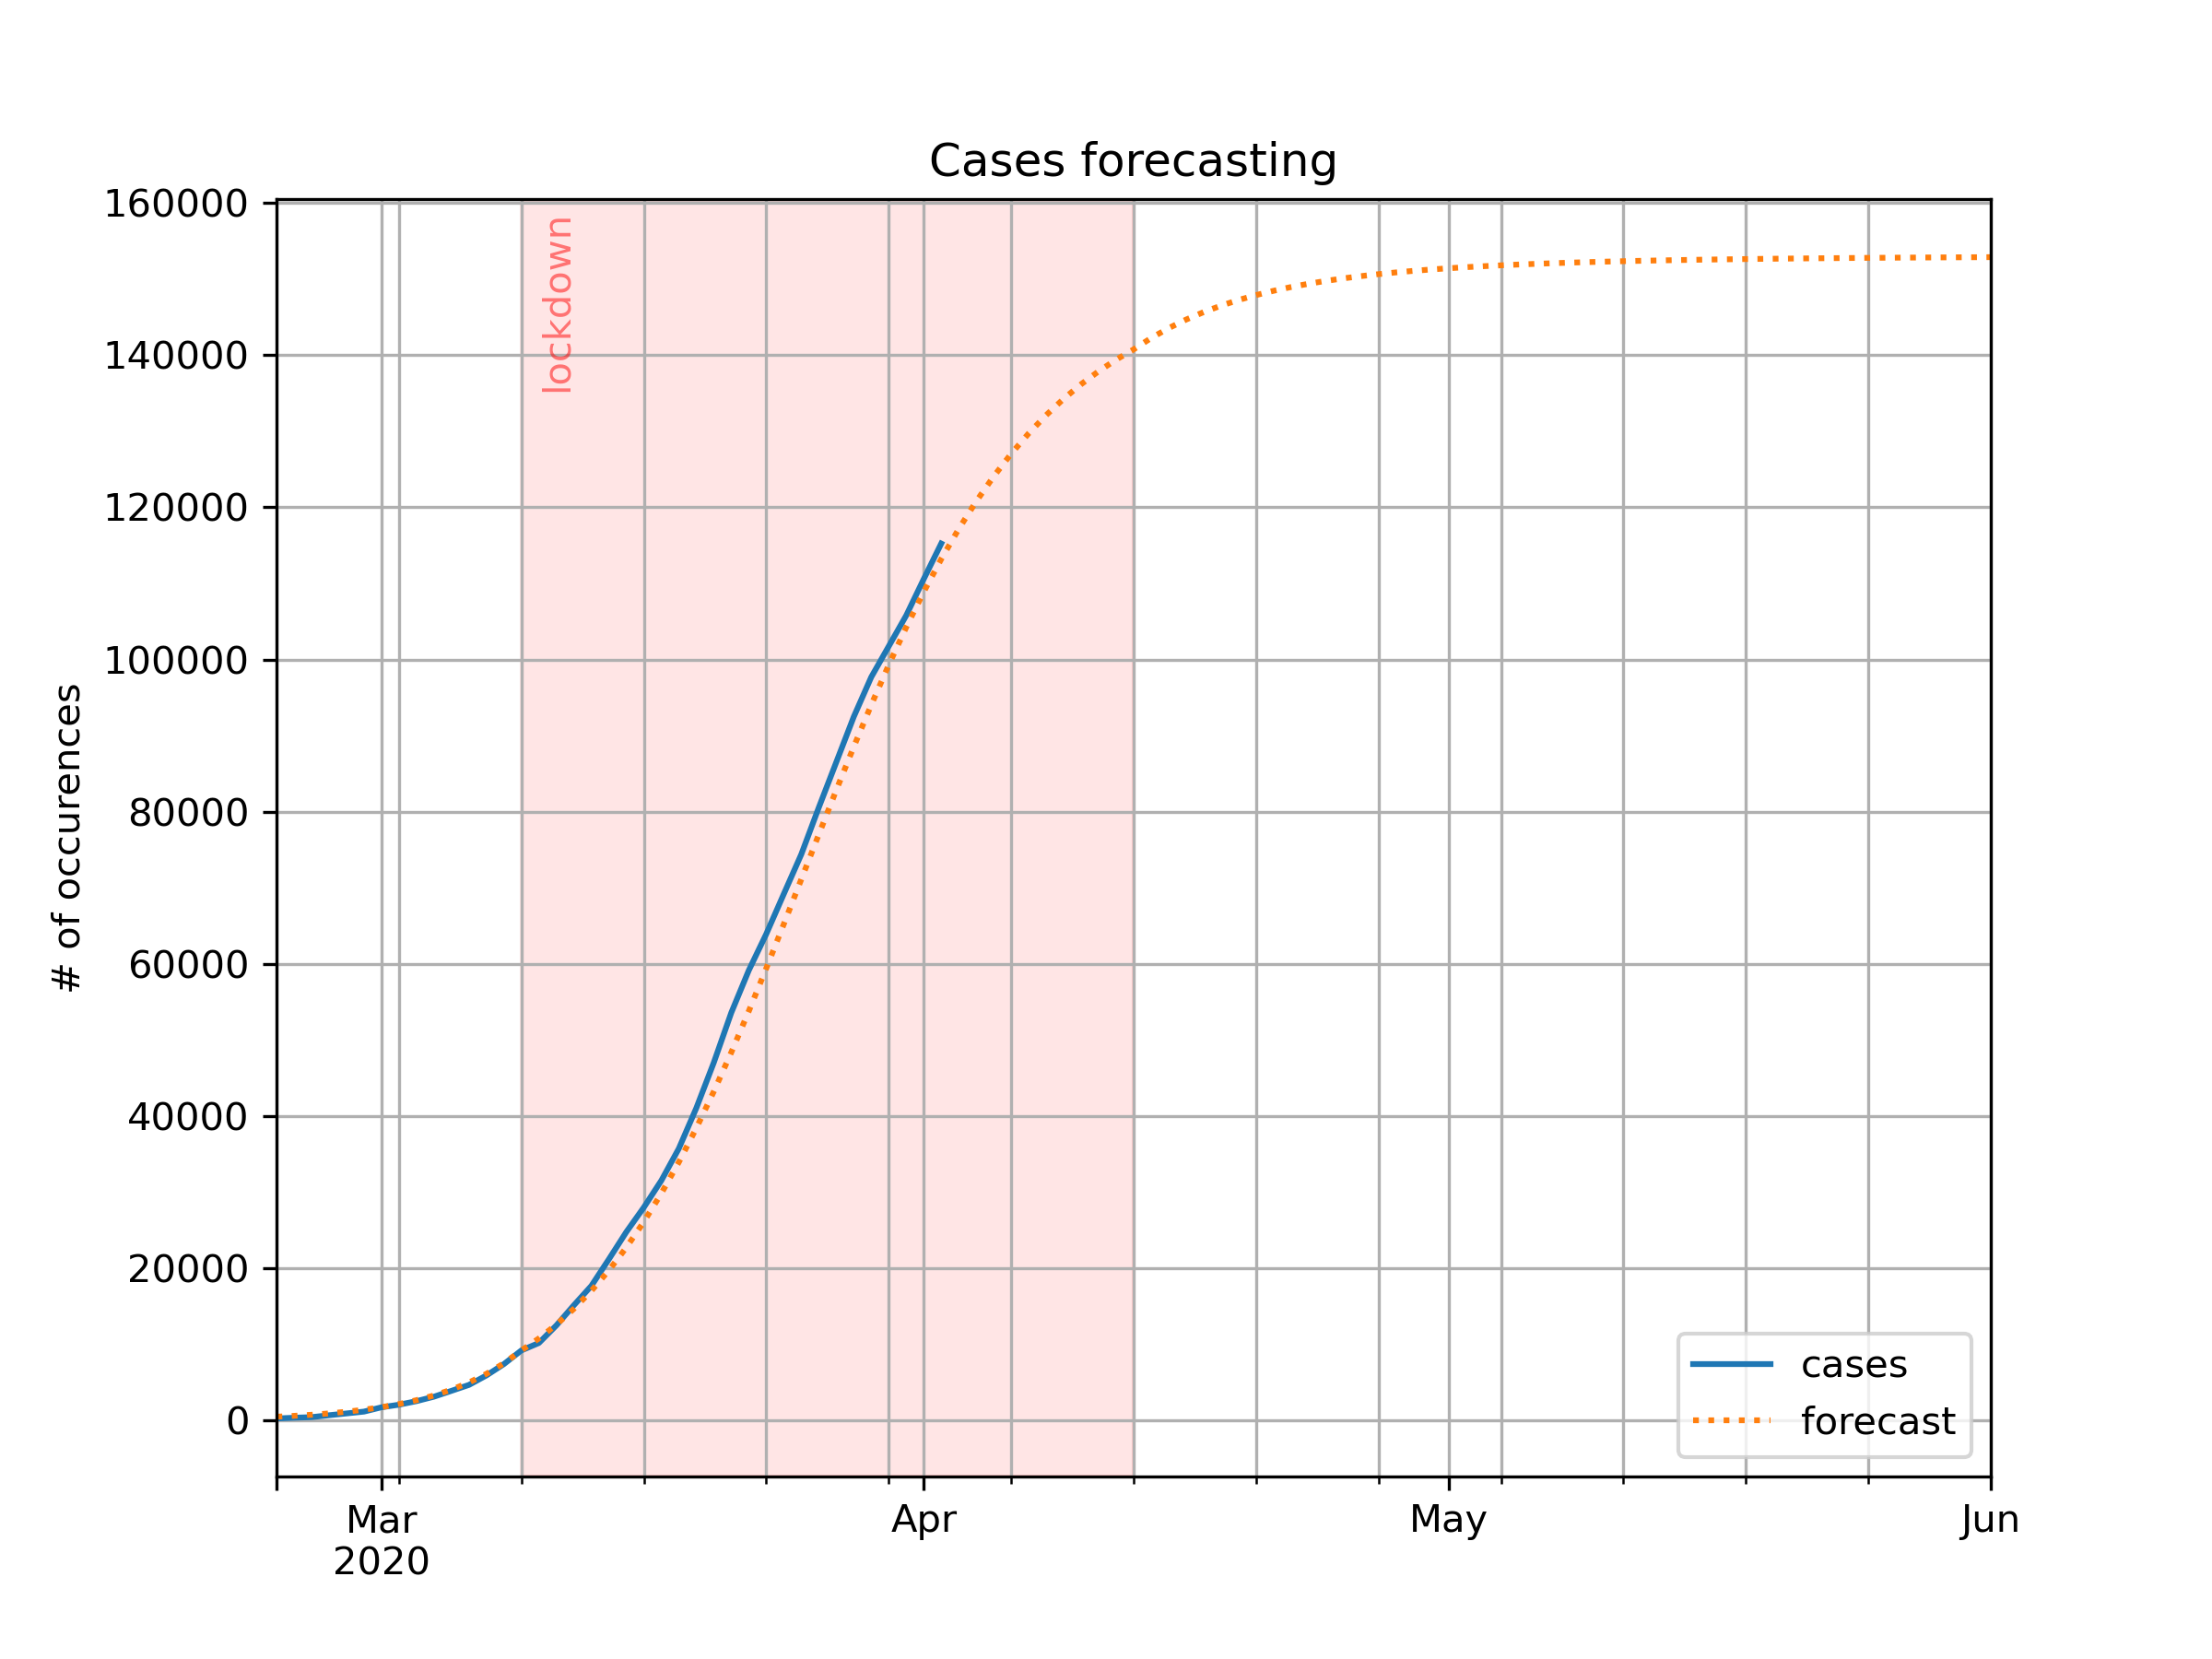 Cases forecasting
160000
140000
120000
100000
80000
60000
40000
20000
0
# of occurences
lockdown
cases
forecast
Mar
2020
Apr
May
Jun